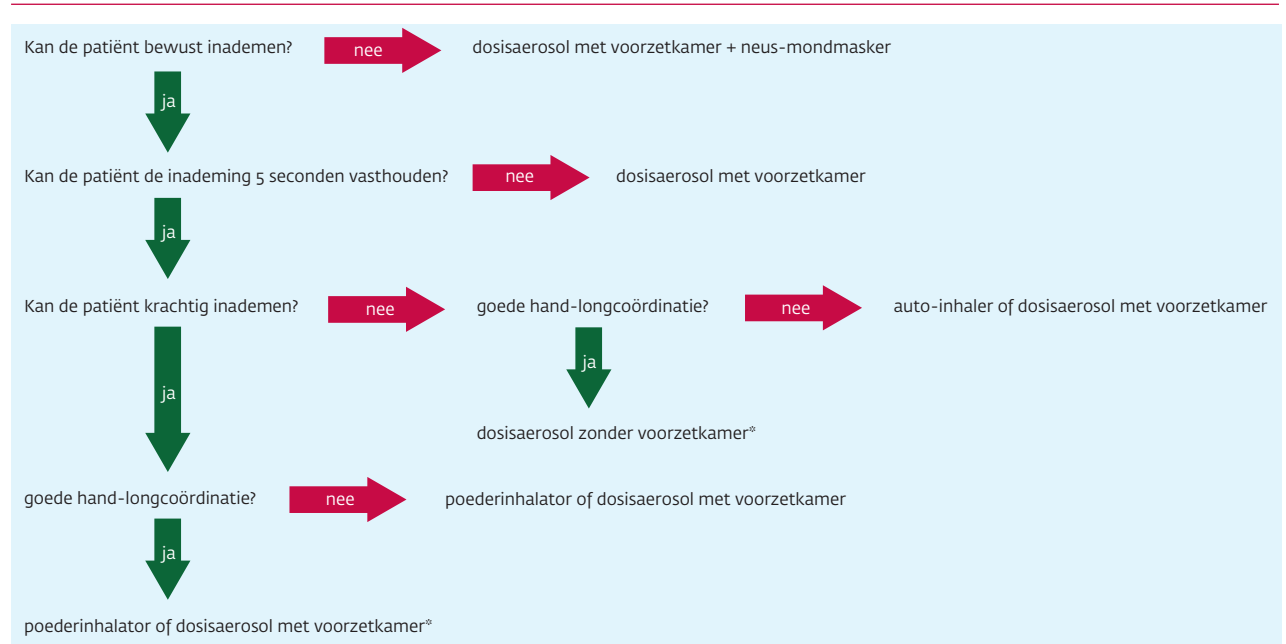 Kan de patiënt bewust inademen?
nee
dosisaerosol met voorzetkamer + neus-mondmasker
ja
Kan de patiënt de inademing 5 seconden vasthouden?
nee
dosisaerosol met voorzetkamer
ja
Kan de patiënt krachtig inademen?
nee
goede hand-longcoördinatie?
nee
auto-inhaler of dosisaerosol met voorzetkamer
ja
ja
dosisaerosol zonder voorzetkamer*
goede hand-longcoördinatie?
nee
poederinhalator of dosisaerosol met voorzetkamer
ja
poederinhalator of dosisaerosol met voorzetkamer*